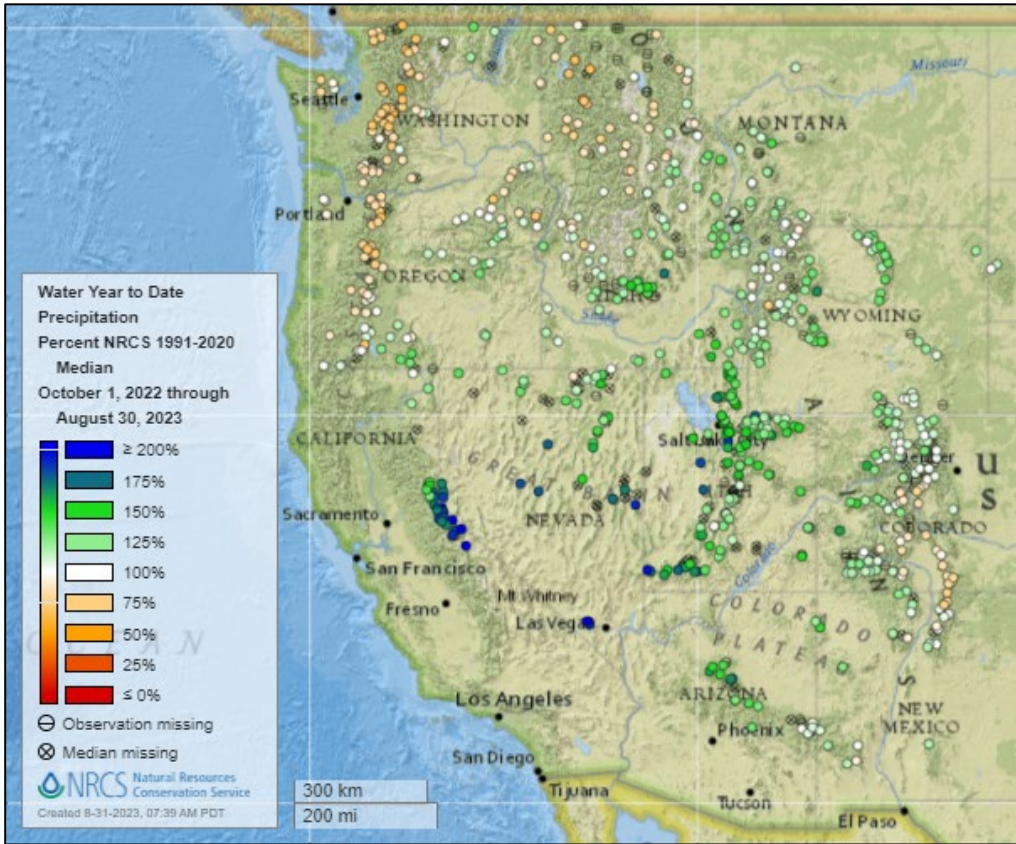 Missouri
Seattle
WASHINGTON
MONTANA
Portland
OREGON
Snake
WYOMING
CALIFORNIA
Salt Lake City
Denver
US
GREAT BASIN
UTAH
NEVADA
COLORADO
Sacramento
San Francisco
Colorado
Fresno
Mt Whitney
Las Vegas
COLORADO
PLATEAU
Los Angeles
ARIZONA
NEW
MEXICO
Phoenix
San Diego
Tijuana
Tucson
El Paso
Water Year to Date
Precipitation
Percent NRCS 1991-2020
Median
October 1, 2022 through
August 30, 2023
≥ 200%
175%
150%
125%
100%
75%
50%
25%
≤ 0%
Observation missing
Median missing
NRCS Natural Resources
Conservation Service
Created 8-31-2023, 07:39 AM PDT
300 km
200 mi